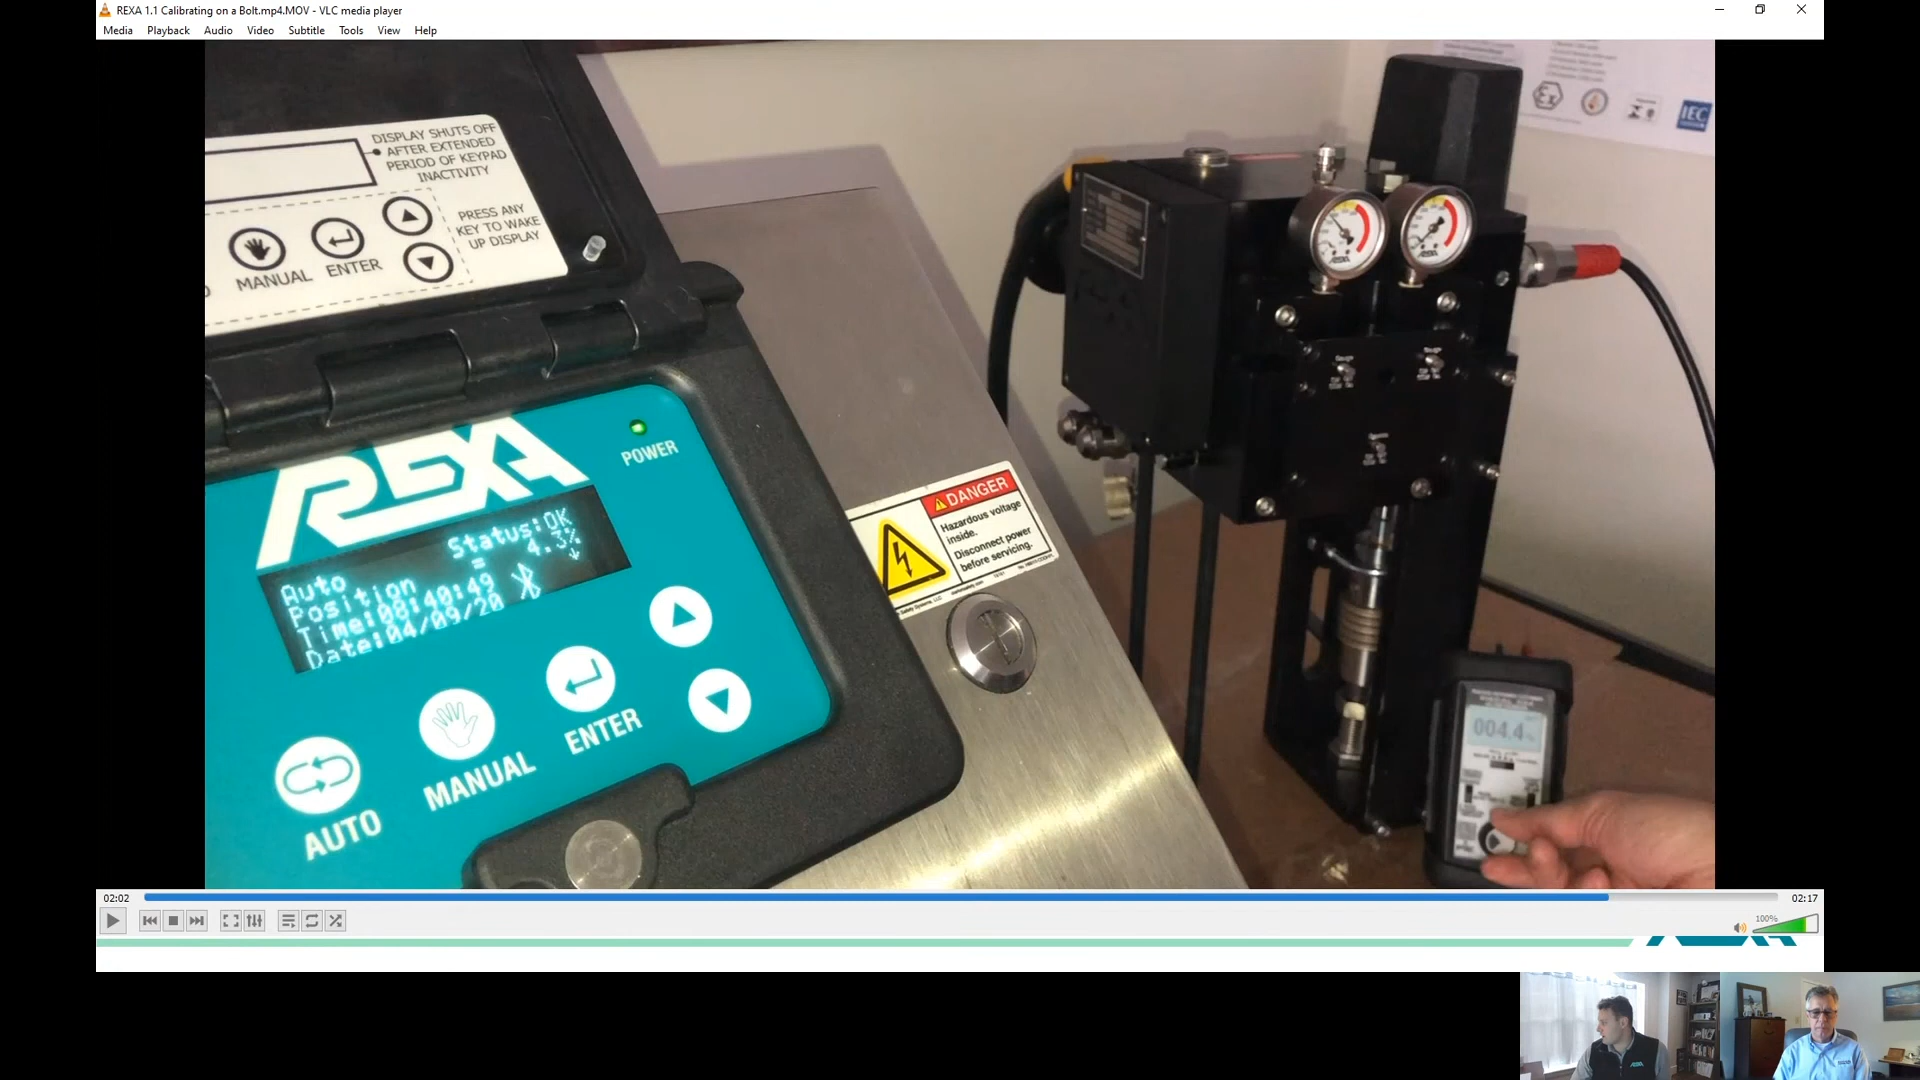 REXA 1.1 Calibrating on a Bolt.mp4.MOV - VLC media player
Media Playback Audio Video Subtitle Tools View Help
DISPLAY SHUTS OFF
AFTER EXTENDED
PERIOD OF KEYPAD
INACTIVITY
PRESS ANY
KEY TO WAKE
UP DISPLAY
MANUAL
ENTER
Ex
IEC
REXA
POWER
Auto Status:OK
Position = 4.3%
Time:08:40:49
Date:04/09/20
AUTO
MANUAL
ENTER
DANGER
Hazardous voltage
inside.
Disconnect power
before servicing.
004.4
02:02
02:17
100%